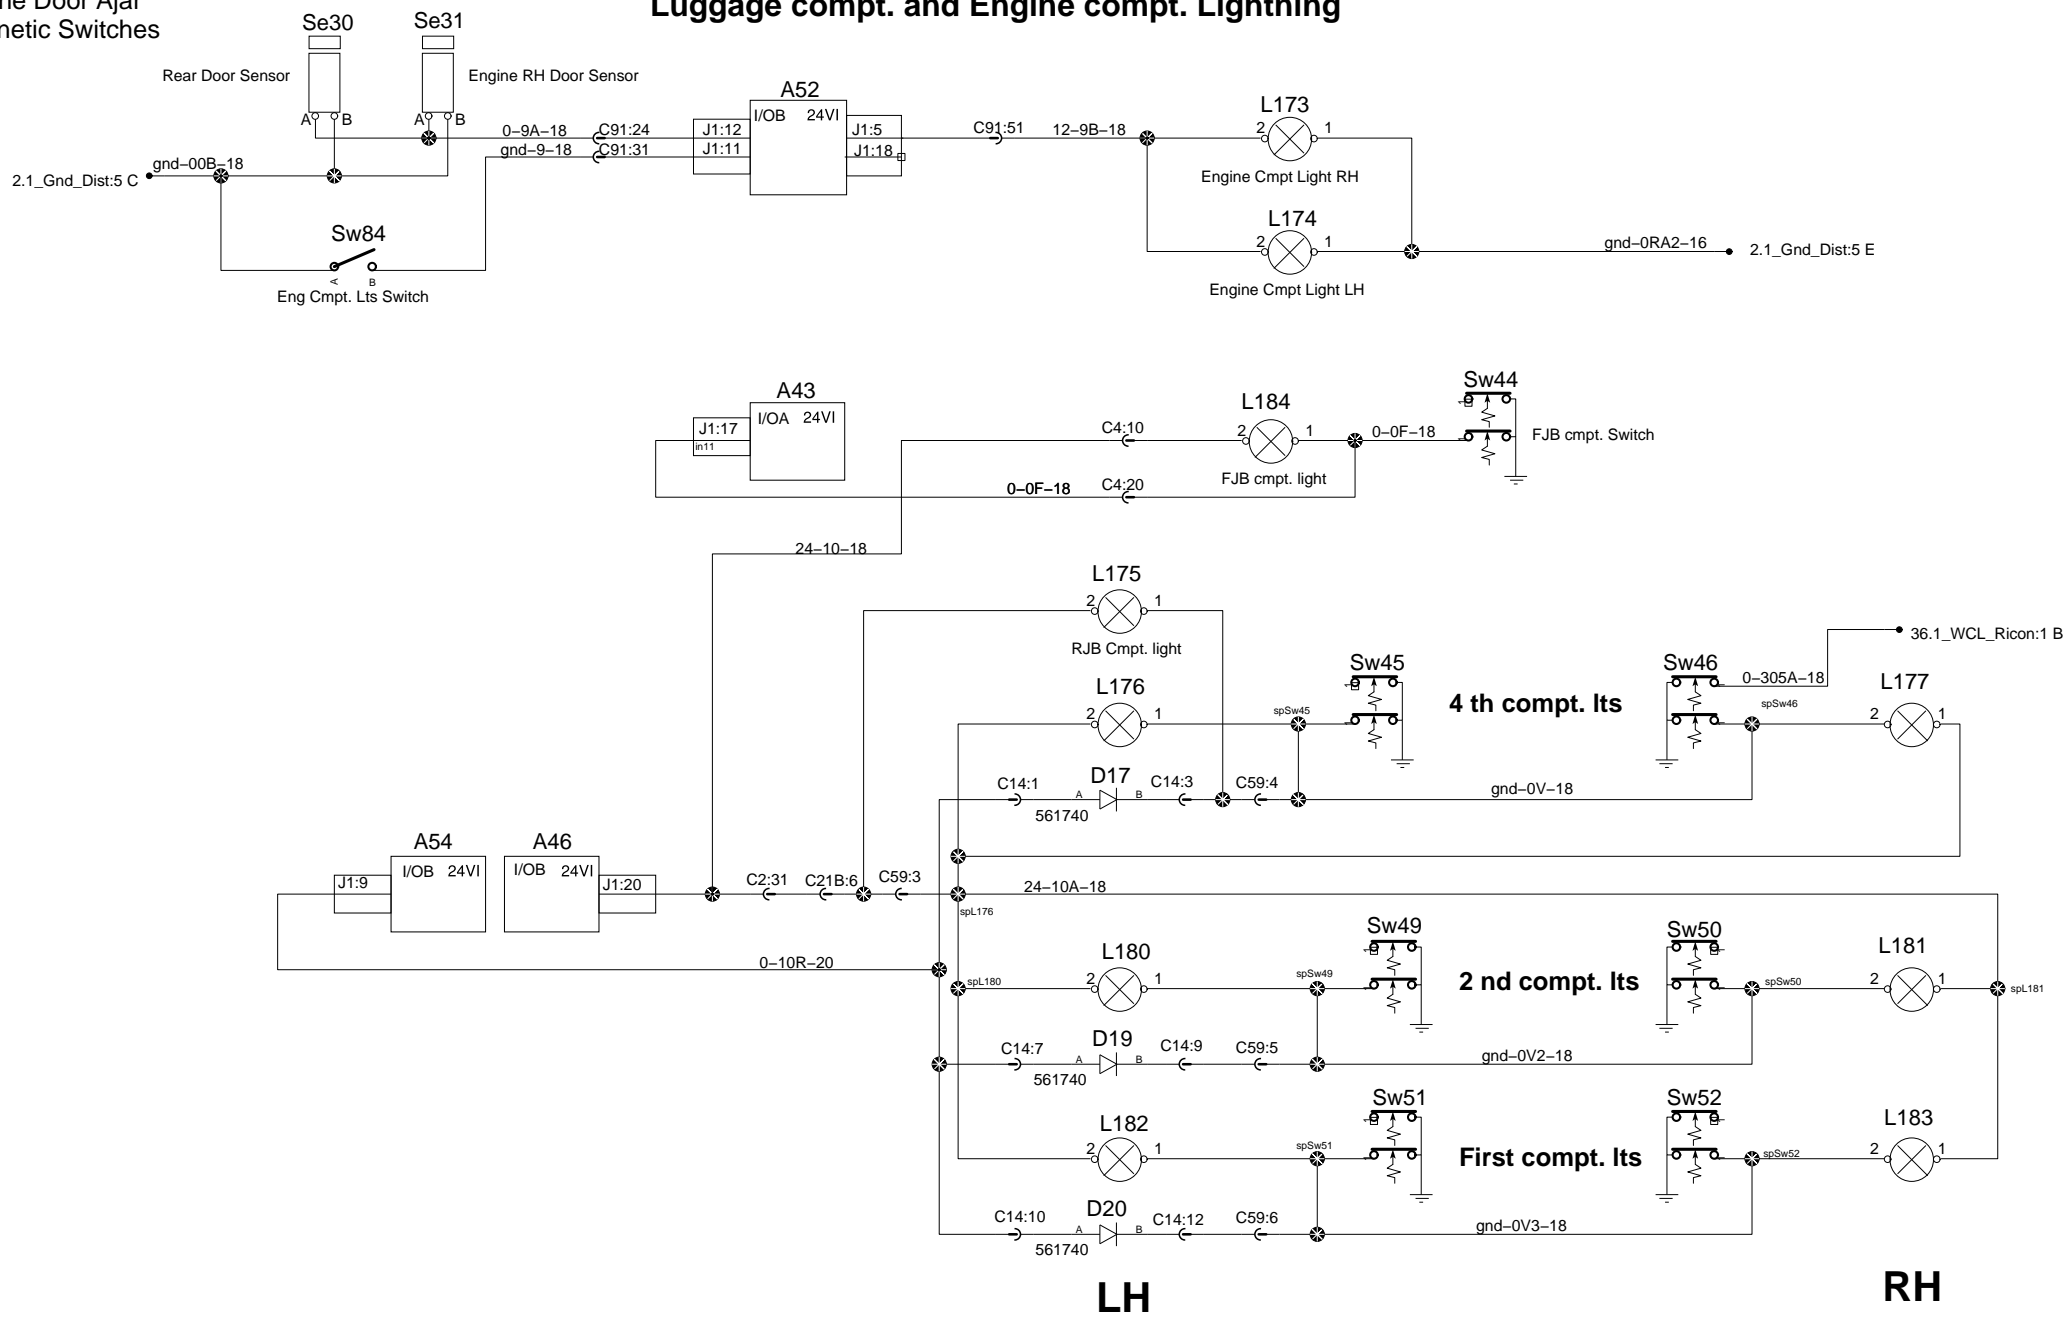 ne Door Ajar
netic Switches
Luggage compt. and Engine compt. Lightning
Se30
Se31
Rear Door Sensor
Engine RH Door Sensor
A B
A B
A52
I/OB 24VI
0-9A-18
C91:24
J1:12
J1:5
gnd-9-18
C91:31
J1:11
J1:18
C91:51
12-9B-18
L173
2 1
Engine Cmpt Light RH
gnd-00B-18
2.1_Gnd_Dist:5 C
Sw84
A B
Eng Cmpt. Lts Switch
L174
2 1
Engine Cmpt Light LH
gnd-0RA2-16
2.1_Gnd_Dist:5 E
A43
I/OA 24VI
J1:17
in11
C4:10
L184
2 1
FJB cmpt. light
0-0F-18
Sw44
FJB cmpt. Switch
0-0F-18
C4:20
24-10-18
L175
2 1
RJB Cmpt. light
36.1_WCL_Ricon:1 B
L176
2 1
spSw45
Sw45
4 th compt. lts
Sw46
0-305A-18
spSw46
L177
2 1
C14:1
D17
A B
561740
C14:3
C59:4
gnd-0V-18
A54
I/OB 24VI
J1:9
A46
I/OB 24VI
J1:20
C2:31
C21B:6
C59:3
24-10A-18
spL176
0-10R-20
spL180
L180
2 1
spSw49
Sw49
2 nd compt. lts
Sw50
spSw50
L181
2 1
spL181
C14:7
D19
A B
561740
C14:9
C59:5
gnd-0V2-18
L182
2 1
spSw51
Sw51
First compt. lts
Sw52
spSw52
L183
2 1
C14:10
D20
A B
561740
C14:12
C59:6
gnd-0V3-18
LH
RH